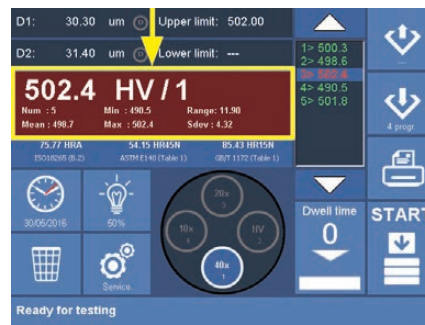 D1: 30.30 um Upper limit: 502.00
D2: 31.40 um Lower limit: ---
502.4 HV / 1
Num : 5 Min : 490.5 Range: 11.90
Mean : 498.7 Max : 502.4 Sdev : 4.32
75.77 HRA 54.15 HR45N 85.43 HR15N
ISO18265 (B.2) ASTM E140 (Table 1) GB/T 1172 (Table 1)
1> 500.3
2> 498.6
3> 502.4
4> 490.5
5> 501.8
---
4 progr.
30/05/2016
50%
Service
20x
3
10x
4
HV
2
40x
1
Dwell time
0
START
Ready for testing